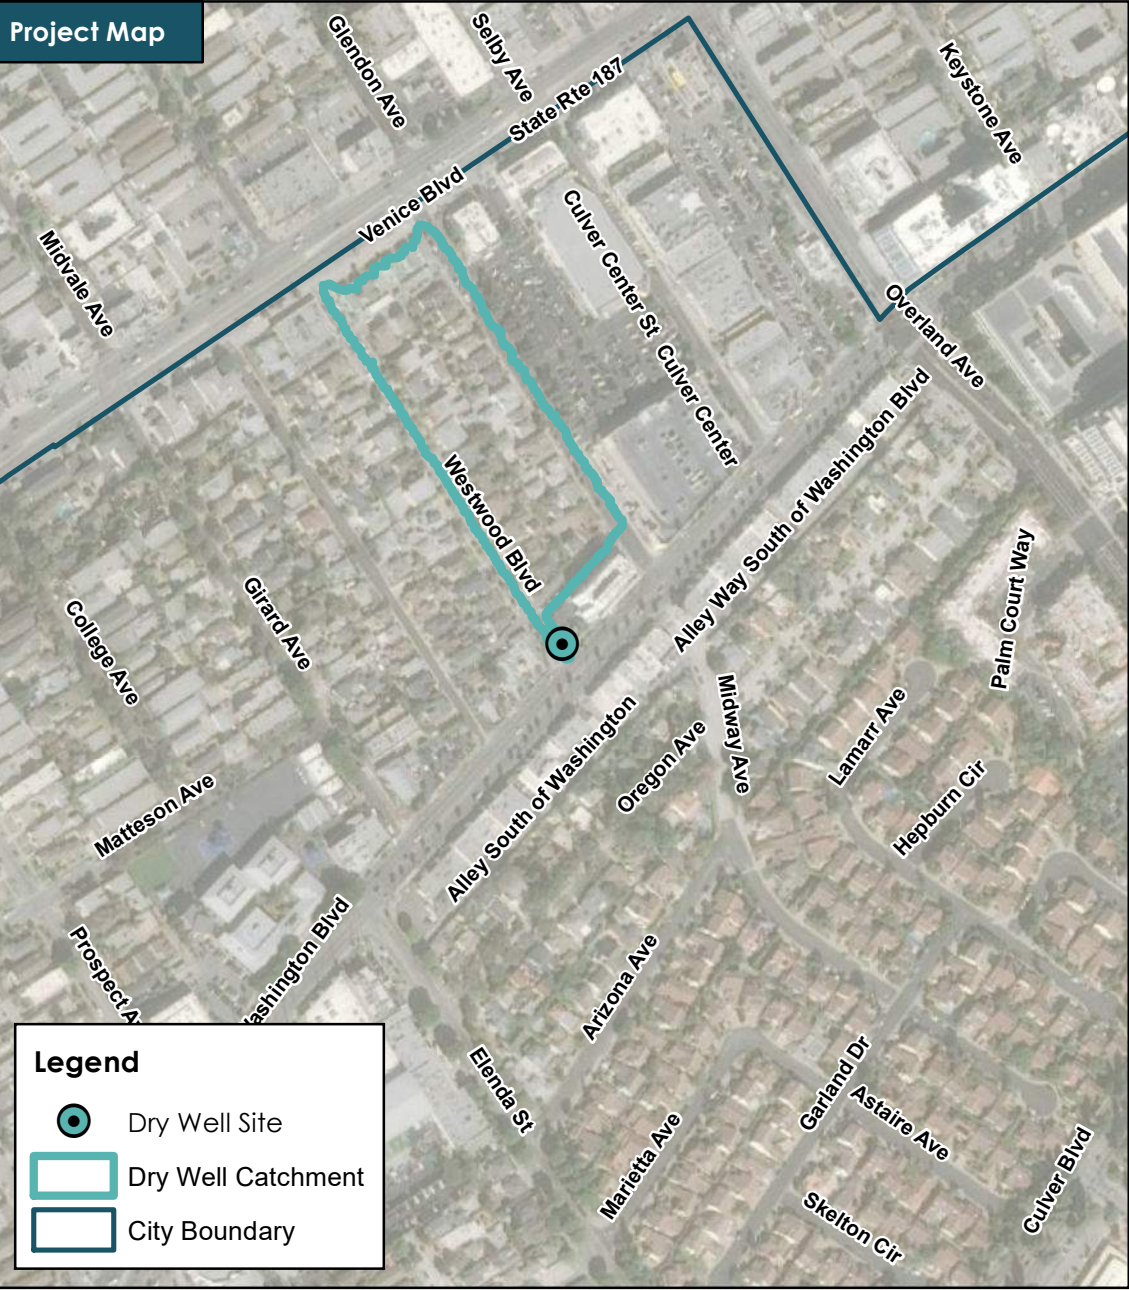 Project Map
Glendon Ave
Selby Ave
State Rte 187
Keystone Ave
Venice Blvd
Culver Center St
Midvale Ave
Overland Ave
Culver Center
Westwood Blvd
Alley Way South of Washington Blvd
Palm Court Way
Girard Ave
College Ave
Midway Ave
Lamarr Ave
Oregon Ave
Alley South of Washington
Hepburn Cir
Matteson Ave
Prospect A
ashington Blvd
Arizona Ave
Elenda St
Garland Dr
Astaire Ave
Marietta Ave
Culver Blvd
Skelton Cir
Legend
Dry Well Site
Dry Well Catchment
City Boundary